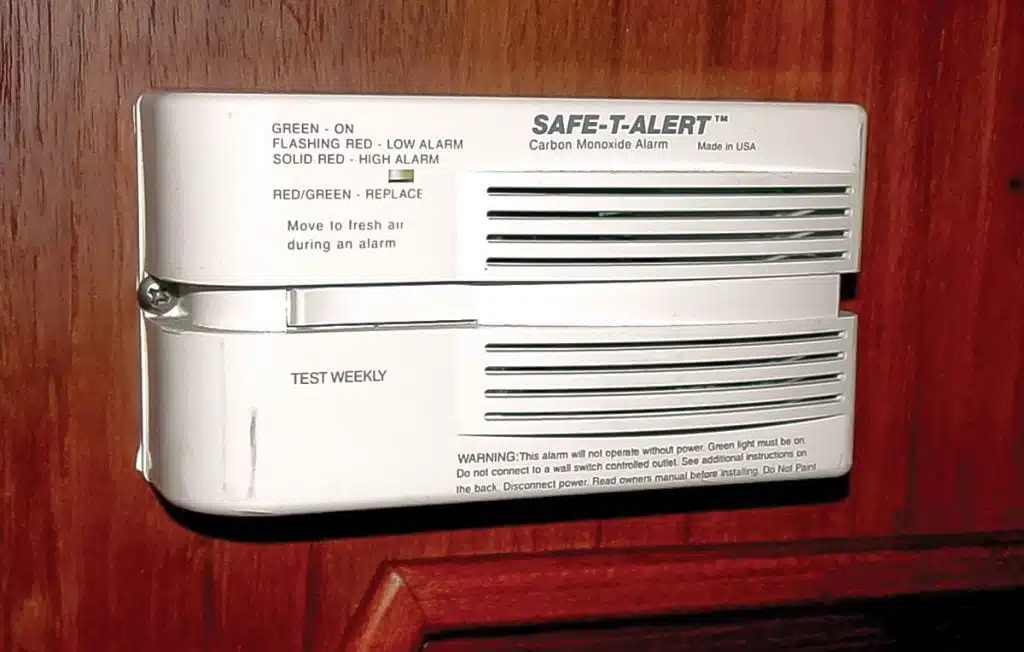 GREEN - ON
FLASHING RED - LOW ALARM
SOLID RED - HIGH ALARM
RED/GREEN - REPLACE
Move to fresh air
during an alarm
SAFE-T-ALERT™
Carbon Monoxide Alarm Made in USA
TEST WEEKLY
WARNING: This alarm will not operate without power. Green light must be on.
Do not connect to a wall switch controlled outlet. See additional instructions on
the back. Disconnect power. Read owners manual before installing. Do Not Paint